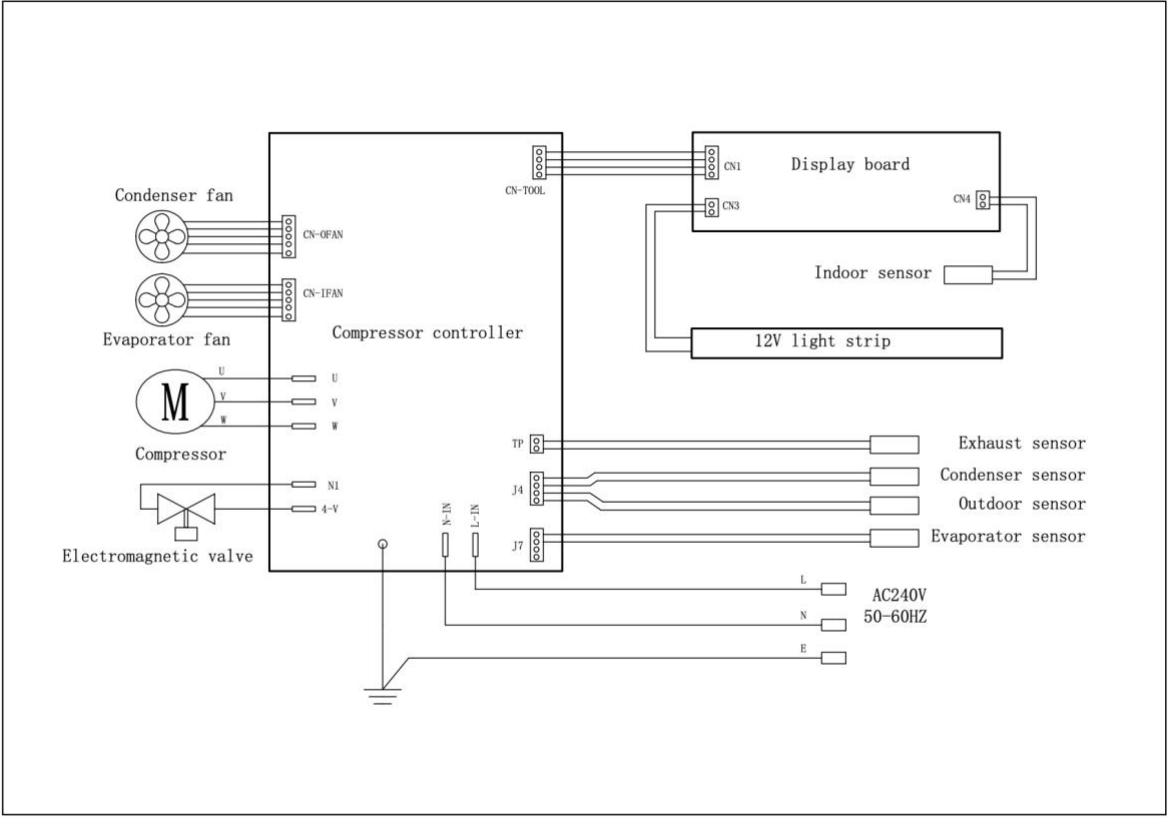 Condenser fan
CN-OFAN
Evaporator fan
CN-IFAN
Compressor controller
CN-TOOL
CN1
Display board
CN3
CN4
Indoor sensor
12V light strip
M
U
V
W
U
V
W
Compressor
N1
4-V
Electromagnetic valve
N-IN
L-IN
TP
J4
J7
Exhaust sensor
Condenser sensor
Outdoor sensor
Evaporator sensor
L
N
E
AC240V
50-60HZ